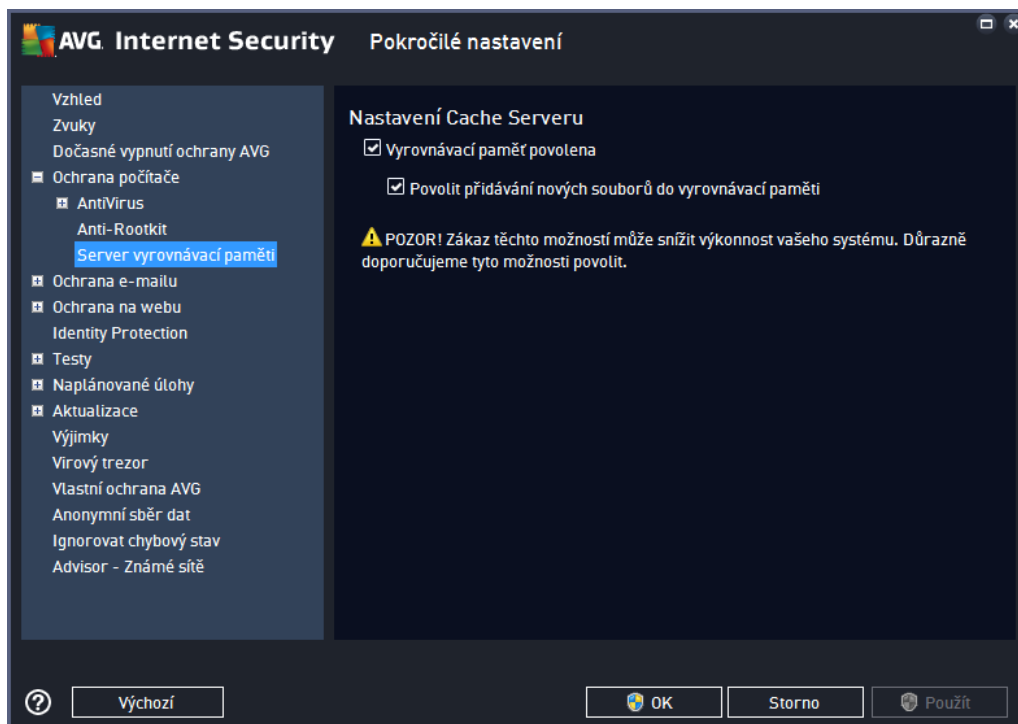 AVG. Internet Security Pokročilé nastavení
Vzhled
Zvuky
Dočasné vypnutí ochrany AVG
Ochrana počítače
AntiVirus
Anti-Rootkit
Server vyrovnávací paměti
Ochrana e-mailu
Ochrana na webu
Identity Protection
Testy
Naplánované úlohy
Aktualizace
Výjimky
Virový trezor
Vlastní ochrana AVG
Anonymní sběr dat
Ignorovat chybový stav
Advisor - Známé sítě
Nastavení Cache Serveru
Vyrovnávací paměť povolena
Povolit přidávání nových souborů do vyrovnávací paměti
POZOR! Zákaz těchto možností může snížit výkonnost vašeho systému. Důrazně
doporučujeme tyto možnosti povolit.
Výchozí
OK
Storno
Použít